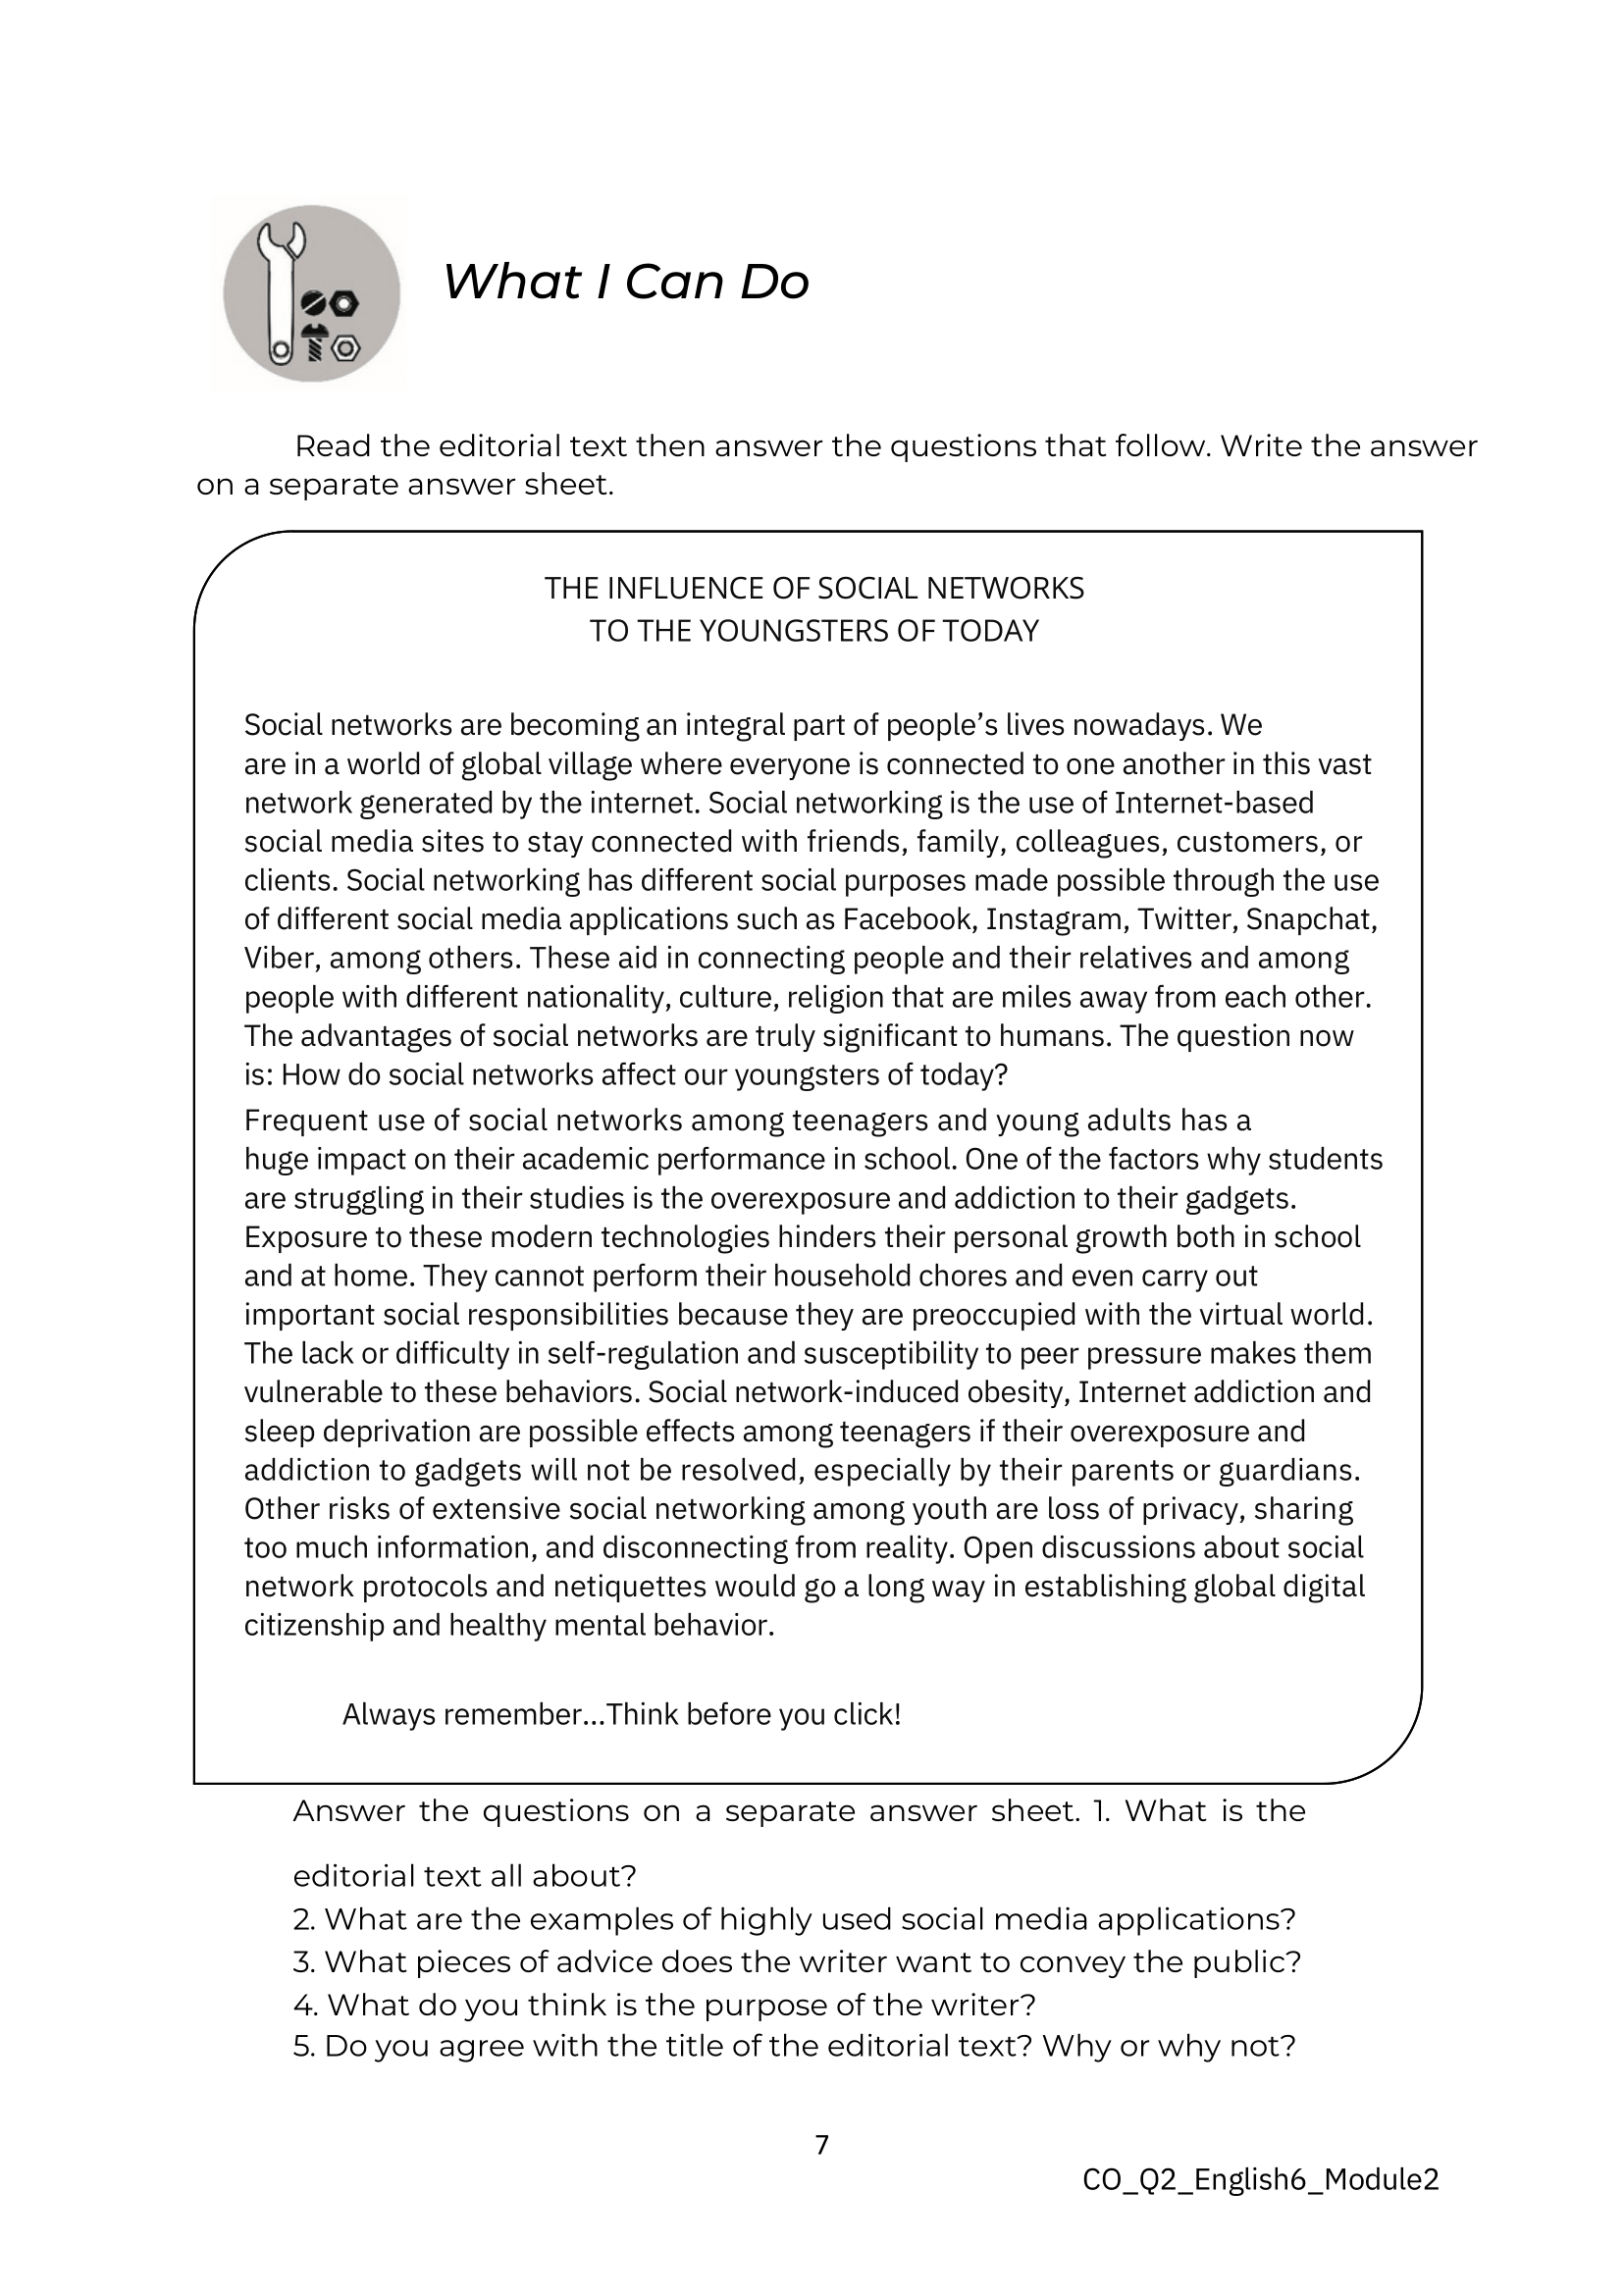 What I Can Do
Read the editorial text then answer the questions that follow. Write the answer
on a separate answer sheet.
THE INFLUENCE OF SOCIAL NETWORKS
TO THE YOUNGSTERS OF TODAY
Social networks are becoming an integral part of people’s lives nowadays. We
are in a world of global village where everyone is connected to one another in this vast
network generated by the internet. Social networking is the use of Internet-based
social media sites to stay connected with friends, family, colleagues, customers, or
clients. Social networking has different social purposes made possible through the use
of different social media applications such as Facebook, Instagram, Twitter, Snapchat,
Viber, among others. These aid in connecting people and their relatives and among
people with different nationality, culture, religion that are miles away from each other.
The advantages of social networks are truly significant to humans. The question now
is: How do social networks affect our youngsters of today?
Frequent use of social networks among teenagers and young adults has a
huge impact on their academic performance in school. One of the factors why students
are struggling in their studies is the overexposure and addiction to their gadgets.
Exposure to these modern technologies hinders their personal growth both in school
and at home. They cannot perform their household chores and even carry out
important social responsibilities because they are preoccupied with the virtual world.
The lack or difficulty in self-regulation and susceptibility to peer pressure makes them
vulnerable to these behaviors. Social network-induced obesity, Internet addiction and
sleep deprivation are possible effects among teenagers if their overexposure and
addiction to gadgets will not be resolved, especially by their parents or guardians.
Other risks of extensive social networking among youth are loss of privacy, sharing
too much information, and disconnecting from reality. Open discussions about social
network protocols and netiquettes would go a long way in establishing global digital
citizenship and healthy mental behavior.
Always remember...Think before you click!
Answer the questions on a separate answer sheet. 1. What is the
editorial text all about?
2. What are the examples of highly used social media applications?
3. What pieces of advice does the writer want to convey the public?
4. What do you think is the purpose of the writer?
5. Do you agree with the title of the editorial text? Why or why not?
7
CO_Q2_English6_Module2